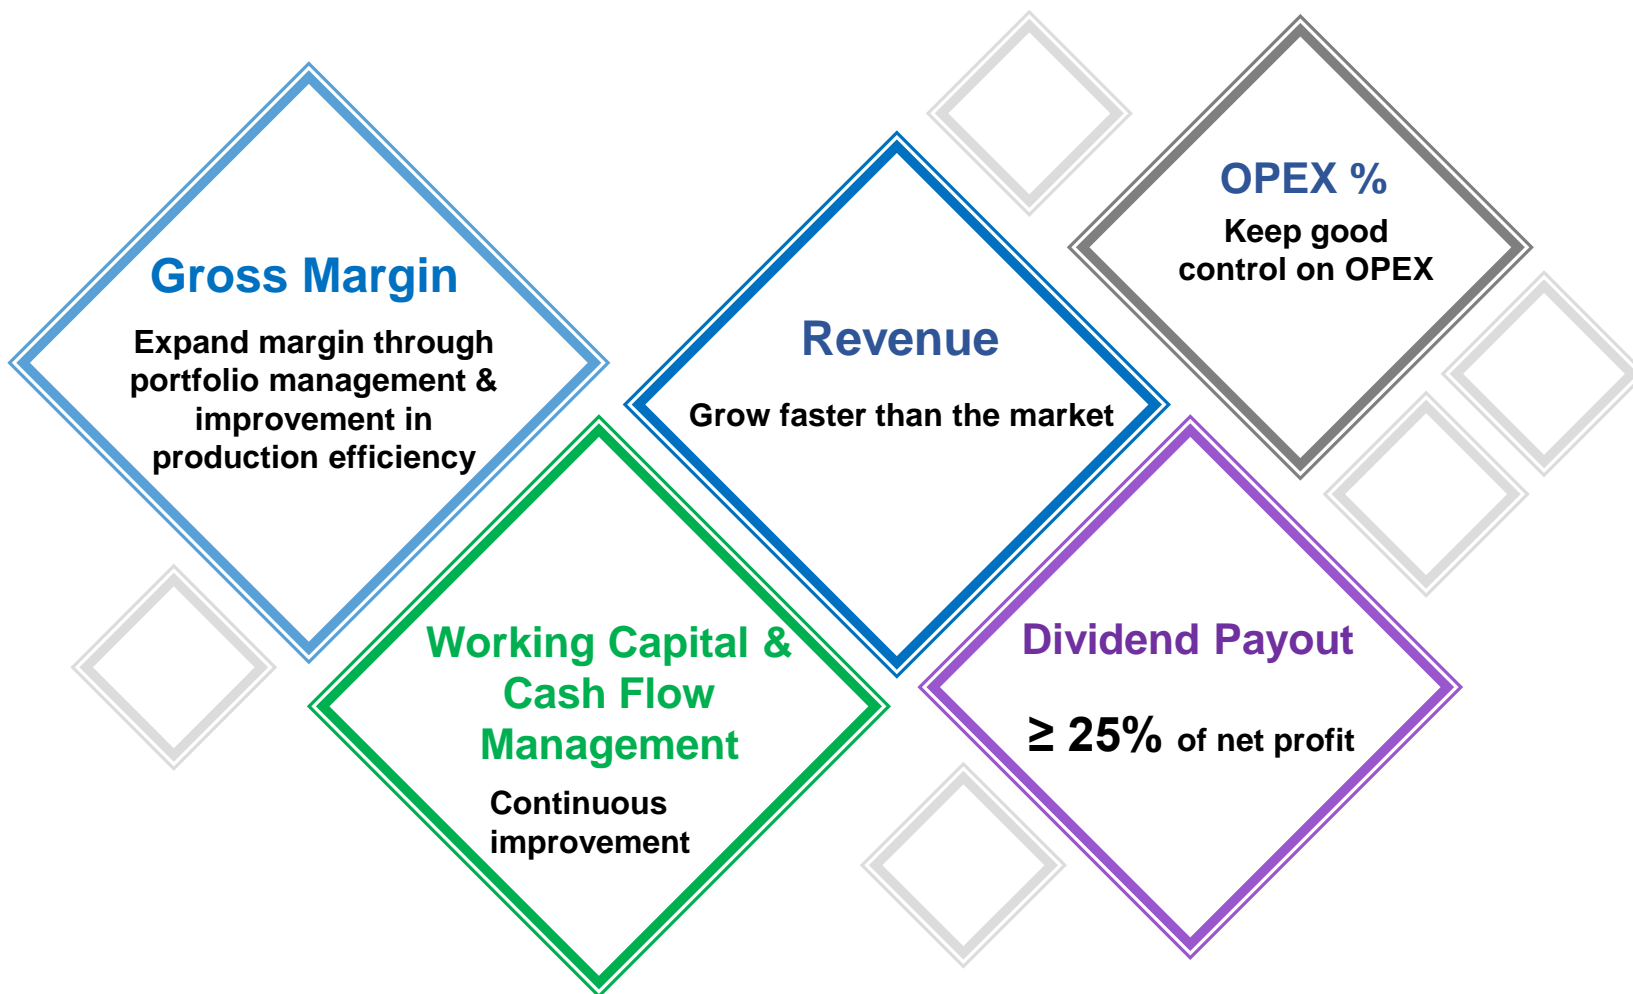 Gross Margin
Expand margin through
portfolio management &
improvement in
production efficiency
Working Capital &
Cash Flow
Management
Continuous
improvement
Revenue
Grow faster than the market
OPEX %
Keep good
control on OPEX
Dividend Payout
≥ 25% of net profit